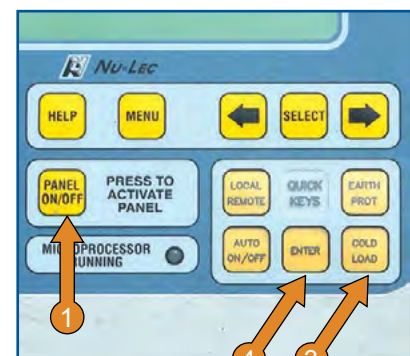 Nu-Lec
HELP
MENU
SELECT
PANEL
ON/OFF
PRESS TO
ACTIVATE
PANEL
MICROPROCESSOR
RUNNING
LOCAL
REMOTE
QUICK
KEYS
EARTH
PROT
AUTO
ON/OFF
ENTER
COLD
LOAD
1